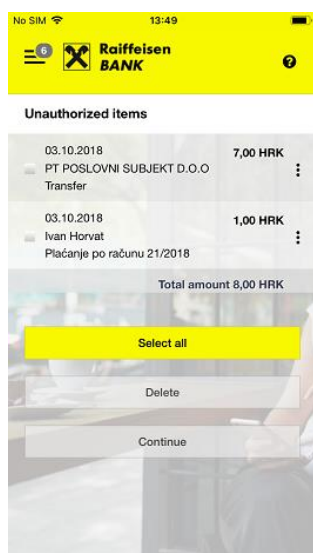 No SIM 13:49
6
Raiffeisen
BANK
?
Unauthorized items
03.10.2018 7,00 HRK
PT POSLOVNI SUBJEKT D.O.O
Transfer
03.10.2018 1,00 HRK
Ivan Horvat
Plaćanje po računu 21/2018
Total amount 8,00 HRK
Select all
Delete
Continue